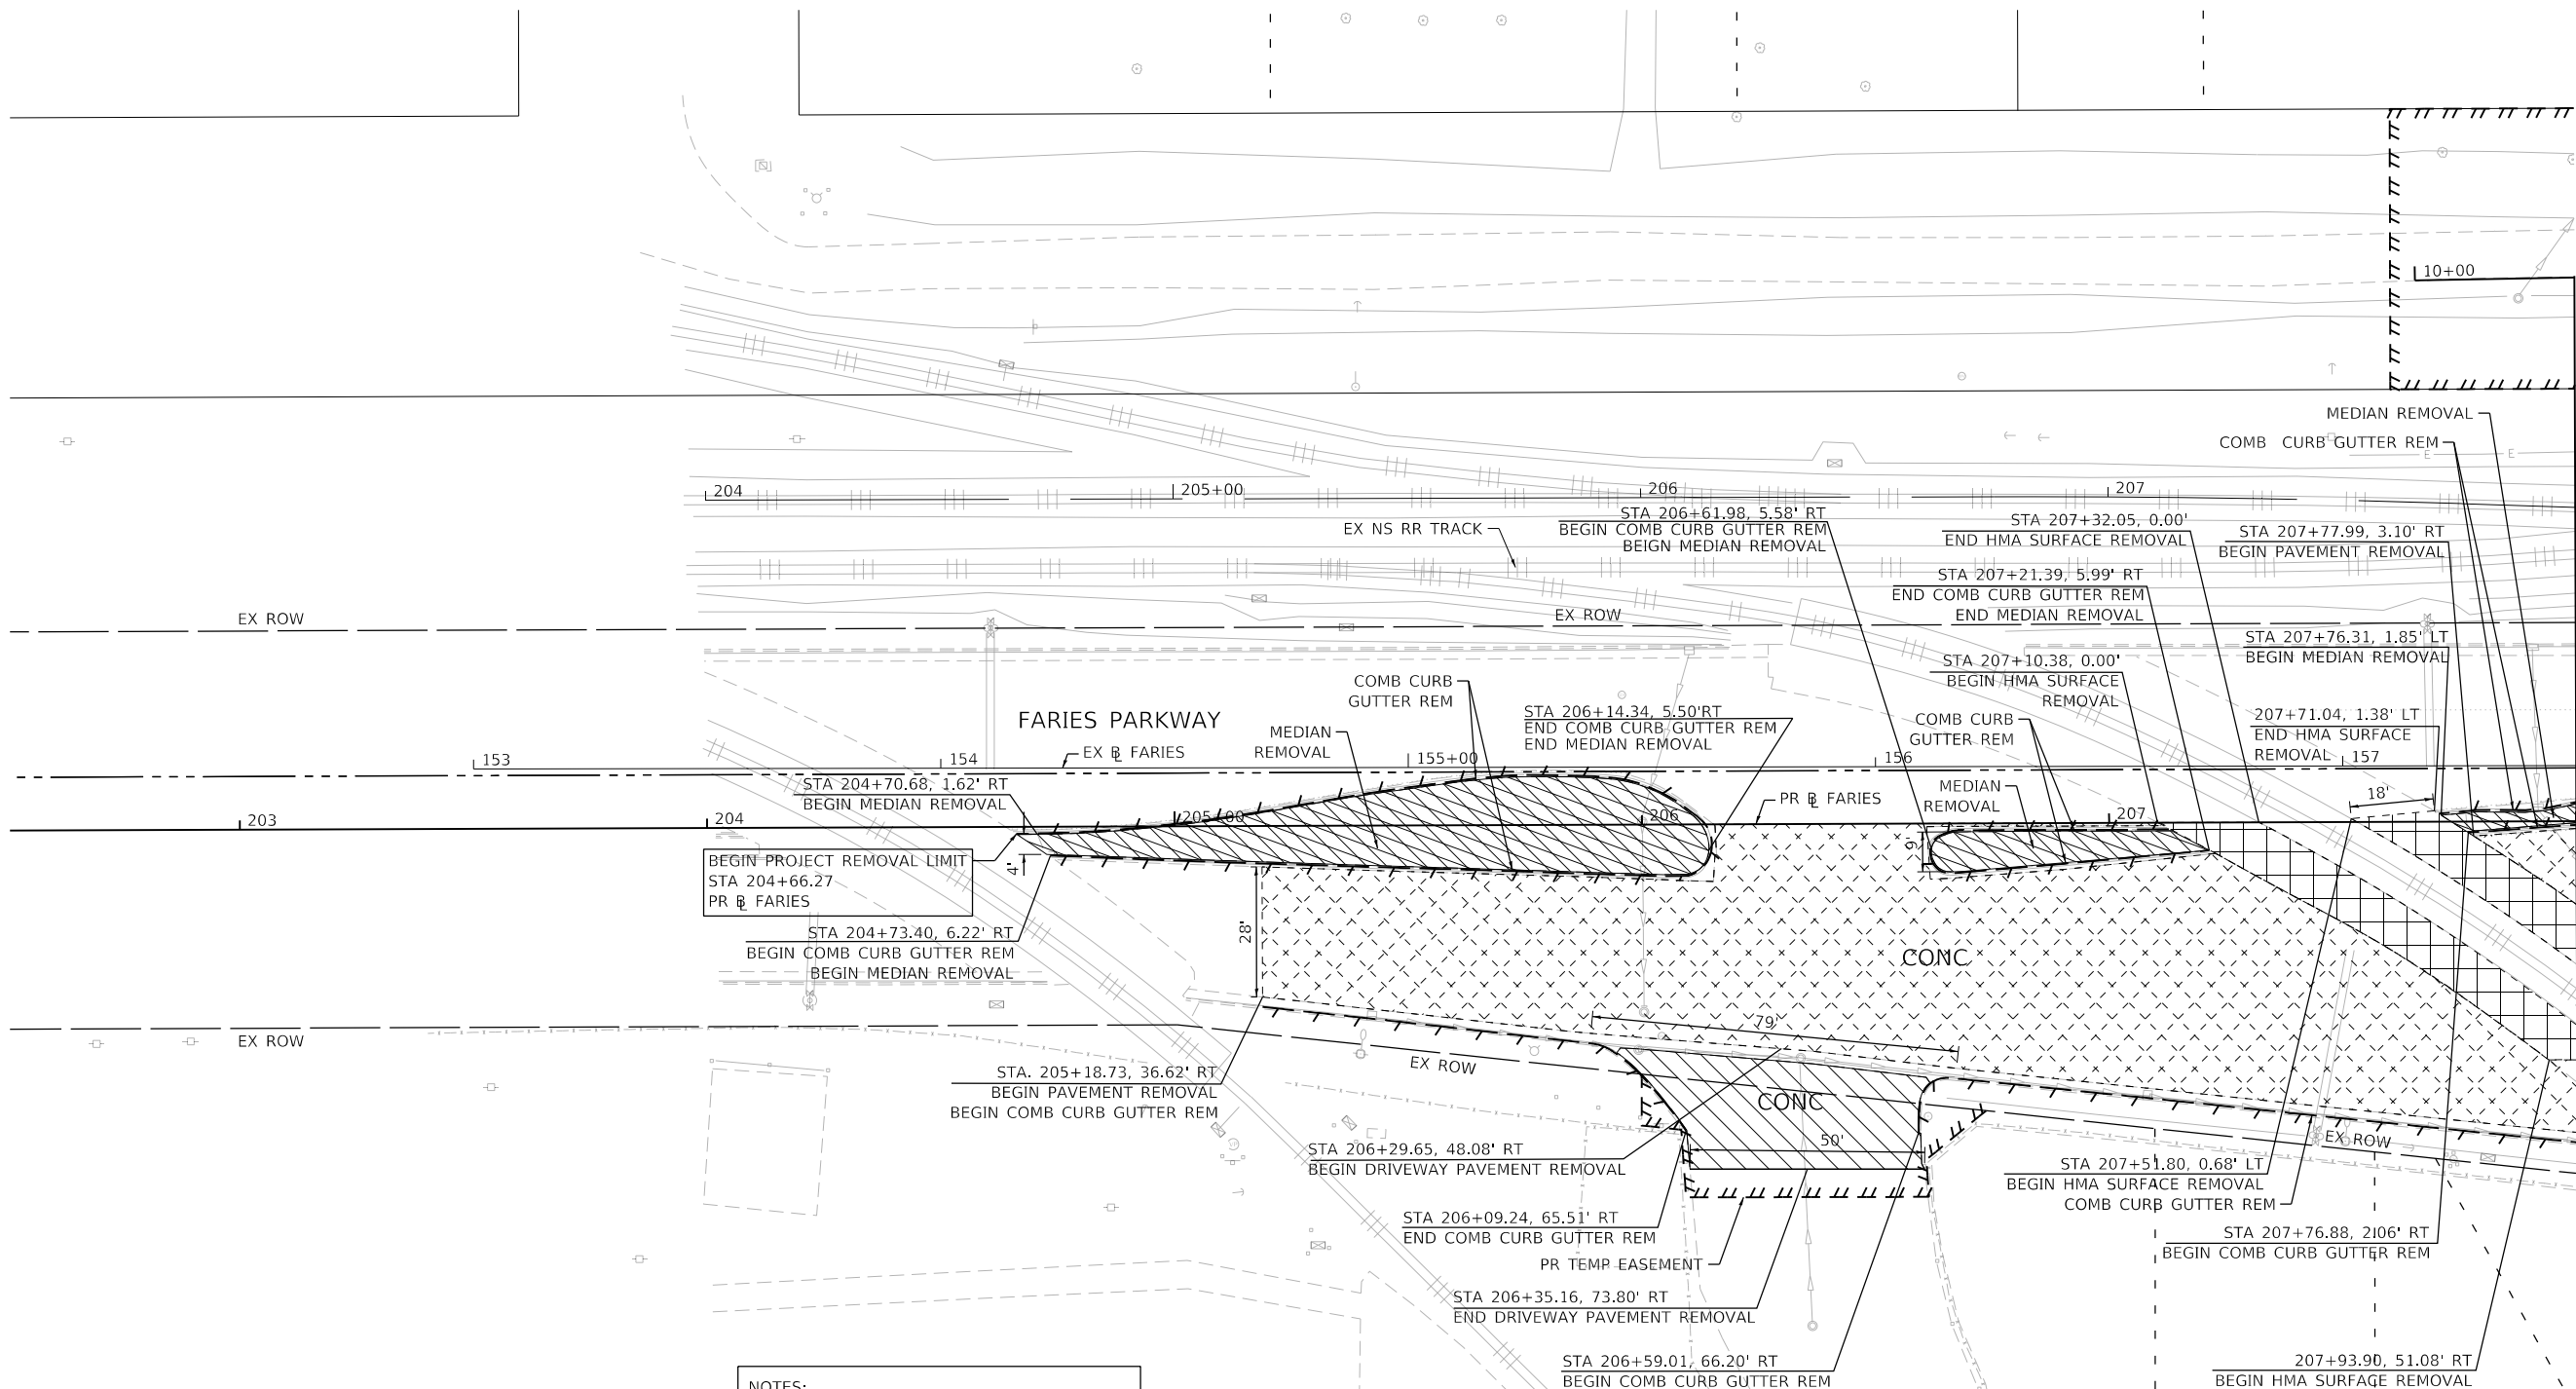 10+00
MEDIAN REMOVAL
COMB CURB GUTTER REM
E
E
204
205+00
206
207
STA 206+61.98, 5.58' RT
BEGIN COMB CURB GUTTER REM
BEIGN MEDIAN REMOVAL
EX NS RR TRACK
STA 207+32.05, 0.00'
END HMA SURFACE REMOVAL
STA 207+77.99, 3.10' RT
BEGIN PAVEMENT REMOVAL
STA 207+21.39, 5.99' RT
END COMB CURB GUTTER REM
END MEDIAN REMOVAL
EX ROW
EX ROW
STA 207+76.31, 1.85' LT
BEGIN MEDIAN REMOVAL
STA 207+10.38, 0.00'
BEGIN HMA SURFACE
REMOVAL
COMB CURB
GUTTER REM
FARIES PARKWAY
MEDIAN
REMOVAL
STA 206+14.34, 5.50'RT
END COMB CURB GUTTER REM
END MEDIAN REMOVAL
COMB CURB
GUTTER REM
207+71.04, 1.38' LT
END HMA SURFACE
REMOVAL
153
154
EX BL FARIES
155+00
156
157
STA 204+70.68, 1.62' RT
BEGIN MEDIAN REMOVAL
PR BL FARIES
MEDIAN
REMOVAL
18'
203
204
205+00
206
207
BEGIN PROJECT REMOVAL LIMIT
STA 204+66.27
PR BL FARIES
4'
9'
28'
STA 204+73.40, 6.22' RT
BEGIN COMB CURB GUTTER REM
BEGIN MEDIAN REMOVAL
CONC
79'
EX ROW
EX ROW
STA. 205+18.73, 36.62' RT
BEGIN PAVEMENT REMOVAL
BEGIN COMB CURB GUTTER REM
CONC
50'
EX ROW
STA 206+29.65, 48.08' RT
BEGIN DRIVEWAY PAVEMENT REMOVAL
STA 207+51.80, 0.68' LT
BEGIN HMA SURFACE REMOVAL
COMB CURB GUTTER REM
STA 206+09.24, 65.51' RT
END COMB CURB GUTTER REM
STA 207+76.88, 2.06' RT
BEGIN COMB CURB GUTTER REM
PR TEMP EASEMENT
STA 206+35.16, 73.80' RT
END DRIVEWAY PAVEMENT REMOVAL
STA 206+59.01, 66.20' RT
BEGIN COMB CURB GUTTER REM
207+93.90, 51.08' RT
BEGIN HMA SURFACE REMOVAL
NOTES: